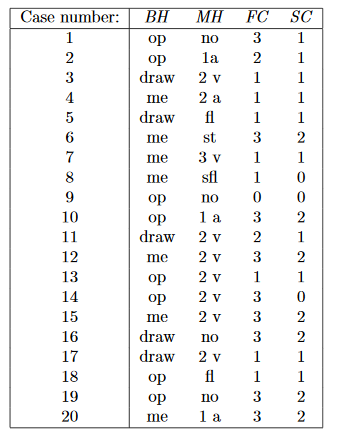 Case number: BH MH FC SC
1 op no 3 1
2 op 1a 2 1
3 draw 2 v 1 1
4 me 2 a 1 1
5 draw fl 1 1
6 me st 3 2
7 me 3 v 1 1
8 me sfl 1 0
9 op no 0 0
10 op 1 a 3 2
11 draw 2 v 2 1
12 me 2 v 3 2
13 op 2 v 1 1
14 op 2 v 3 0
15 me 2 v 3 2
16 draw no 3 2
17 draw 2 v 1 1
18 op fl 1 1
19 op no 3 2
20 me 1 a 3 2